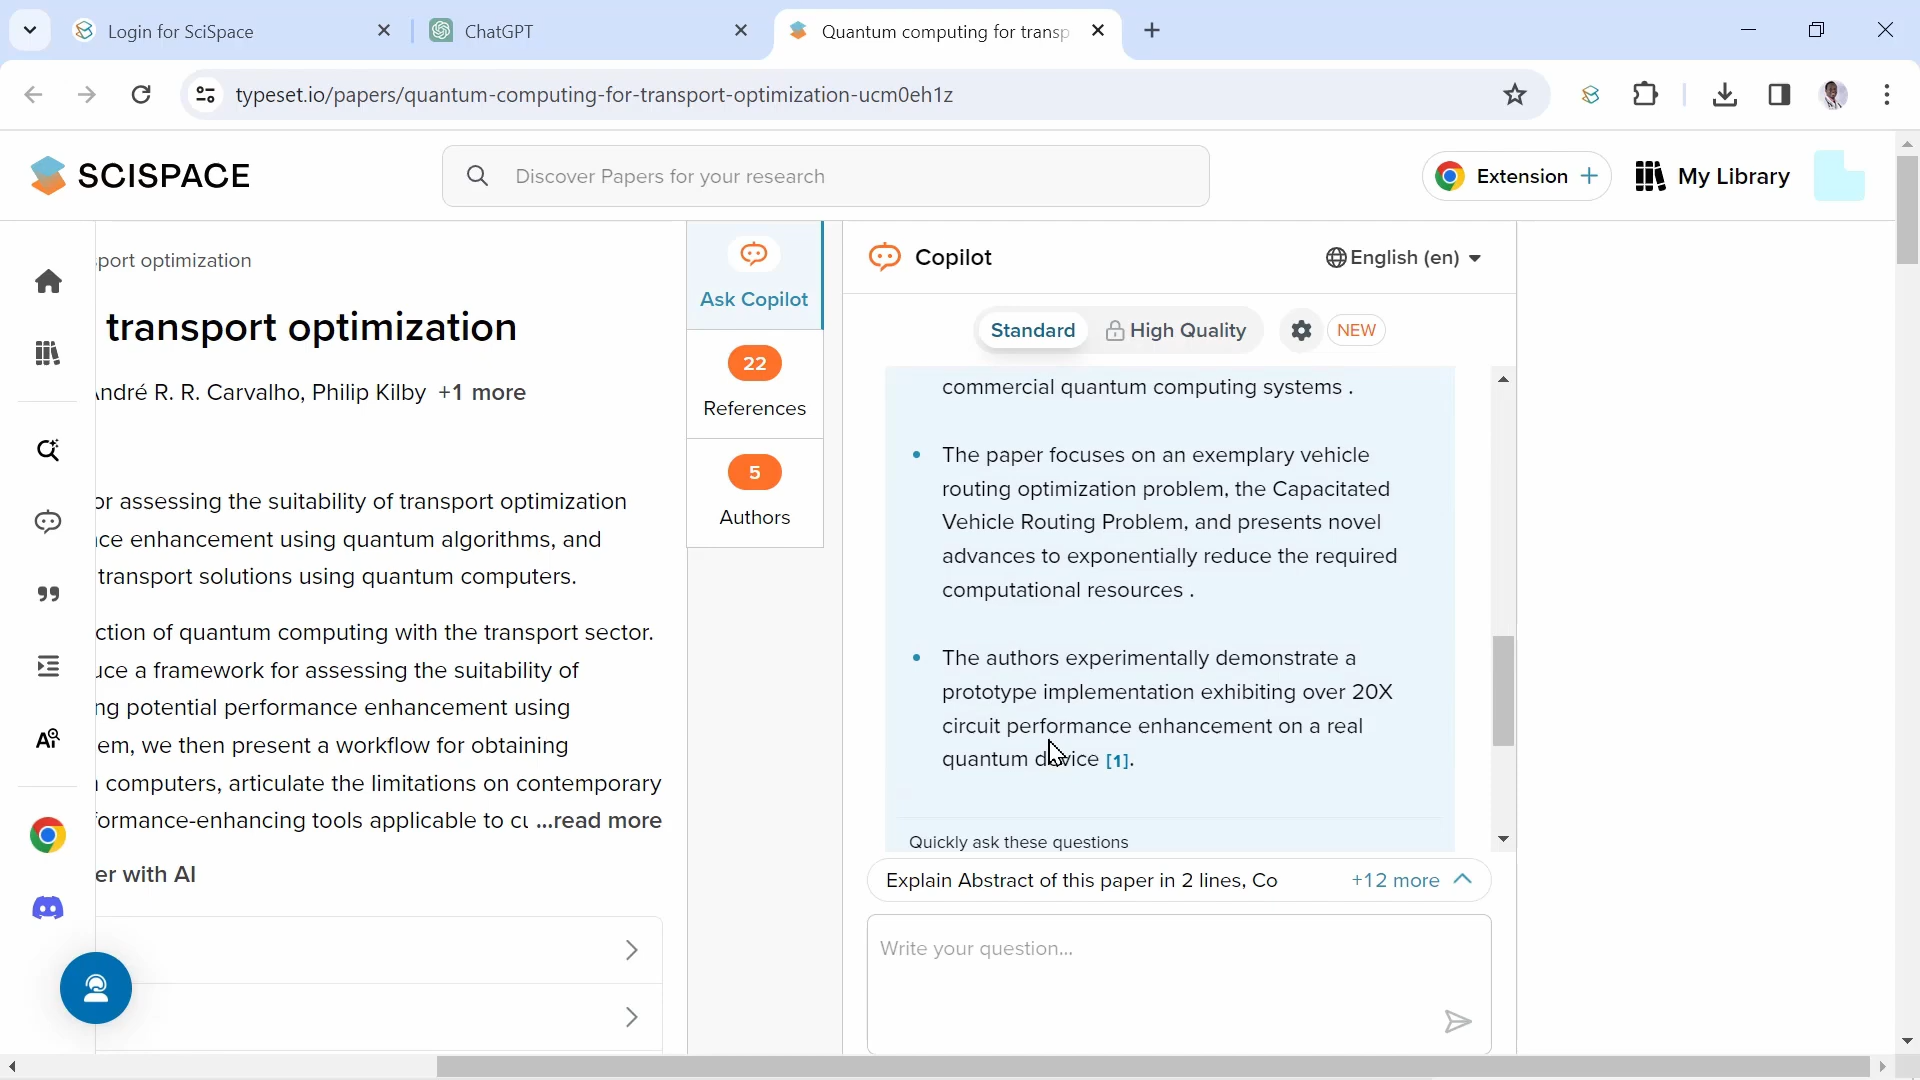 Login for SciSpace
ChatGPT
Quantum computing for transp
typeset.io/papers/quantum-computing-for-transport-optimization-ucm0eh1z
SCISPACE
Discover Papers for your research
Extension +
My Library
sport optimization
transport optimization
André R. R. Carvalho, Philip Kilby +1 more
or assessing the suitability of transport optimization
ice enhancement using quantum algorithms, and
transport solutions using quantum computers.
ction of quantum computing with the transport sector.
uce a framework for assessing the suitability of
ng potential performance enhancement using
em, we then present a workflow for obtaining
computers, articulate the limitations on contemporary
formance-enhancing tools applicable to cu ...read more
er with AI
Ask Copilot
22
References
5
Authors
Copilot
English (en)
Standard
High Quality
NEW
commercial quantum computing systems .
• The paper focuses on an exemplary vehicle
routing optimization problem, the Capacitated
Vehicle Routing Problem, and presents novel
advances to exponentially reduce the required
computational resources .
• The authors experimentally demonstrate a
prototype implementation exhibiting over 20X
circuit performance enhancement on a real
quantum device [1].
Quickly ask these questions
Explain Abstract of this paper in 2 lines, Co
+12 more
Write your question...